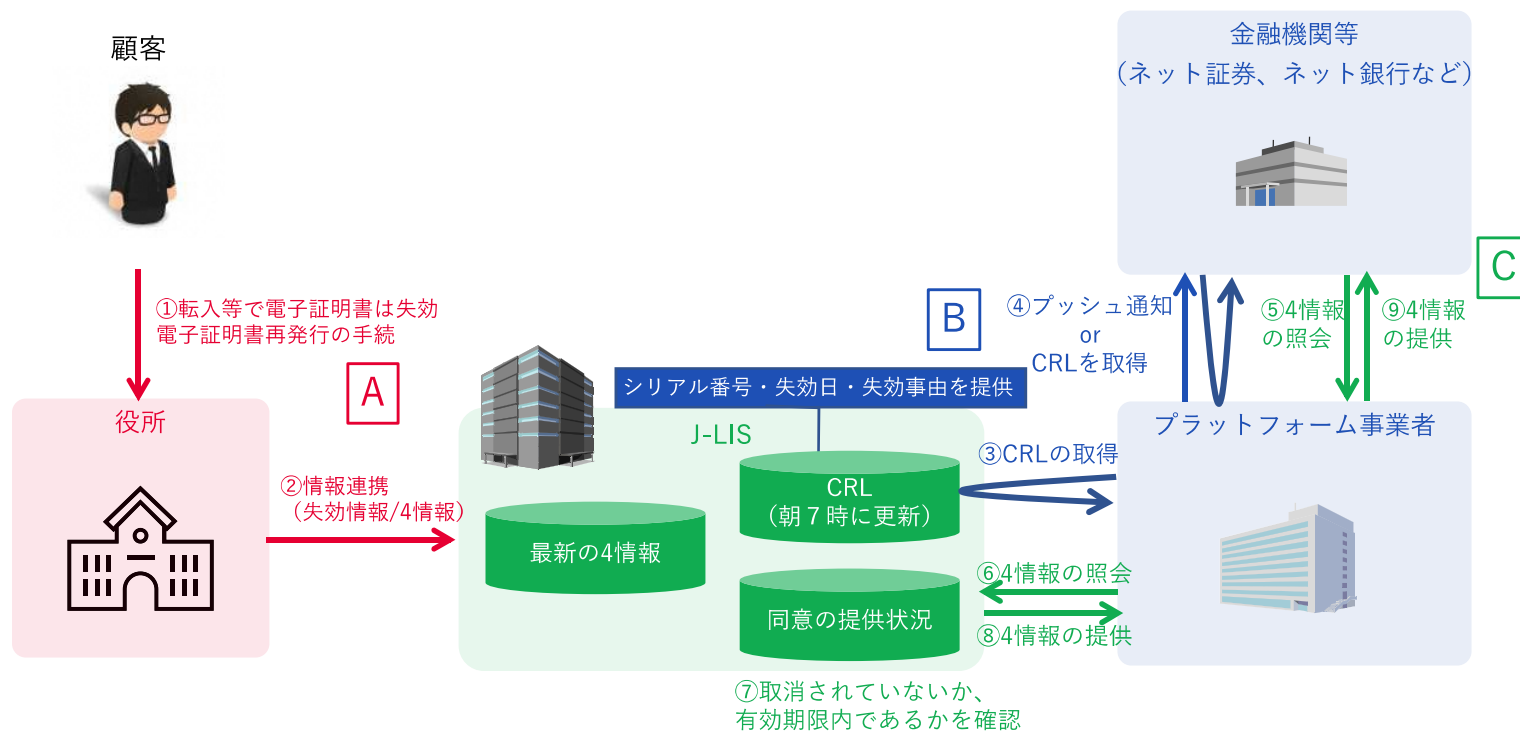 顧客
①転入等で電子証明書は失効
電子証明書再発行の手続
A
役所
②情報連携
(失効情報/4情報)
J-LIS
最新の4情報
シリアル番号・失効日・失効事由を提供
CRL
(朝7時に更新)
同意の提供状況
⑦取消されていないか、
有効期限内であるかを確認
B
③CRLの取得
④プッシュ通知
or
CRLを取得
金融機関等
(ネット証券、ネット銀行など)
C
⑤4情報
の照会
⑨4情報
の提供
プラットフォーム事業者
⑥4情報の照会
⑧4情報の提供